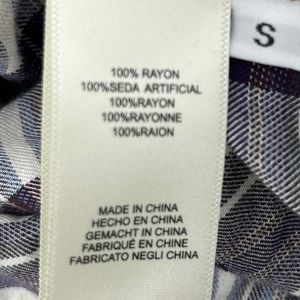 S
100% RAYON
100%SEDA ARTIFICIAL
100%RAYON
100%RAYONNE
100%RAION
MADE IN CHINA
HECHO EN CHINA
GEMACHT IN CHINA
FABRIQUÉ EN CHINE
FABRICATO NEGLI CHINA